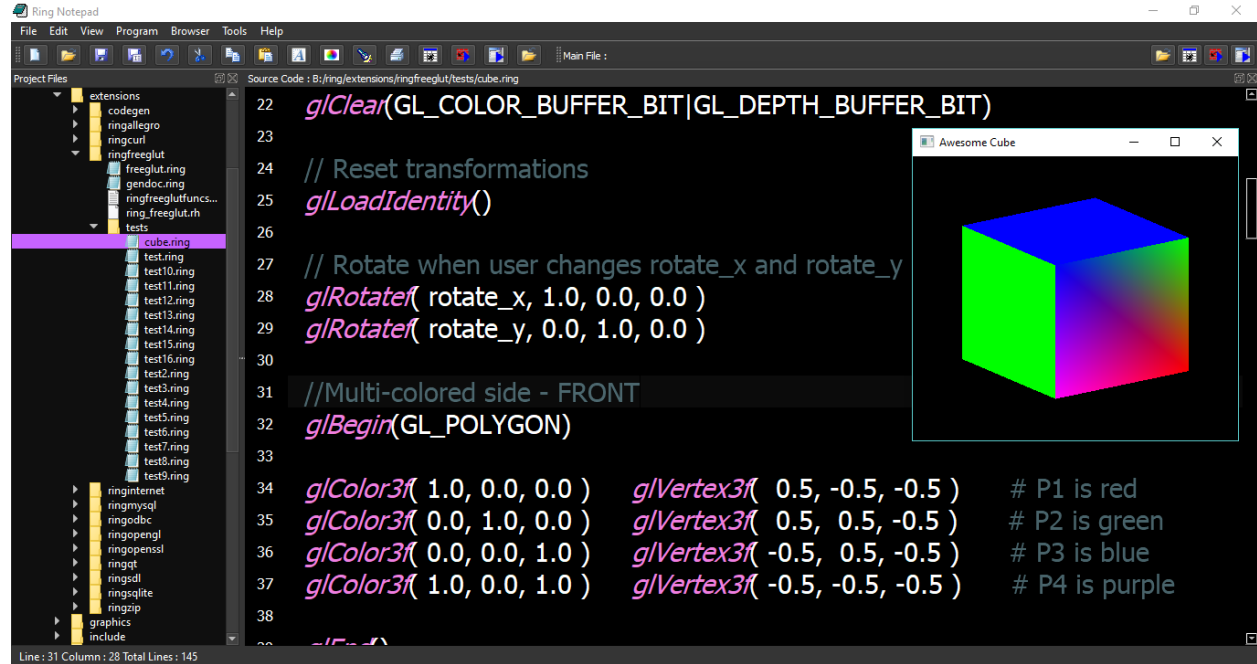 Ring Notepad
File Edit View Program Browser Tools Help
Main File :
Project Files
Source Code : B:/ring/extensions/ringfreeglut/tests/cube.ring
extensions
codegen
ringallegro
ringcurl
ringfreeglut
freeglut.ring
gendoc.ring
ringfreeglutfuncs...
ring_freeglut.rh
tests
cube.ring
test.ring
test10.ring
test11.ring
test12.ring
test13.ring
test14.ring
test15.ring
test16.ring
test2.ring
test3.ring
test4.ring
test5.ring
test6.ring
test7.ring
test8.ring
test9.ring
ringinternet
ringmysql
ringodbc
ringopengl
ringopenssl
ringqt
ringsdl
ringsqlite
ringzip
graphics
include
22 glClear(GL_COLOR_BUFFER_BIT|GL_DEPTH_BUFFER_BIT)
23
24 // Reset transformations
25 glLoadIdentity()
26
27 // Rotate when user changes rotate_x and rotate_y
28 glRotatef( rotate_x, 1.0, 0.0, 0.0 )
29 glRotatef( rotate_y, 0.0, 1.0, 0.0 )
30
31 //Multi-colored side - FRONT
32 glBegin(GL_POLYGON)
33
34 glColor3f( 1.0, 0.0, 0.0 ) glVertex3f( 0.5, -0.5, -0.5 ) # P1 is red
35 glColor3f( 0.0, 1.0, 0.0 ) glVertex3f( 0.5, 0.5, -0.5 ) # P2 is green
36 glColor3f( 0.0, 0.0, 1.0 ) glVertex3f( -0.5, 0.5, -0.5 ) # P3 is blue
37 glColor3f( 1.0, 0.0, 1.0 ) glVertex3f( -0.5, -0.5, -0.5 ) # P4 is purple
38
Awesome Cube
Line : 31 Column : 28 Total Lines : 145